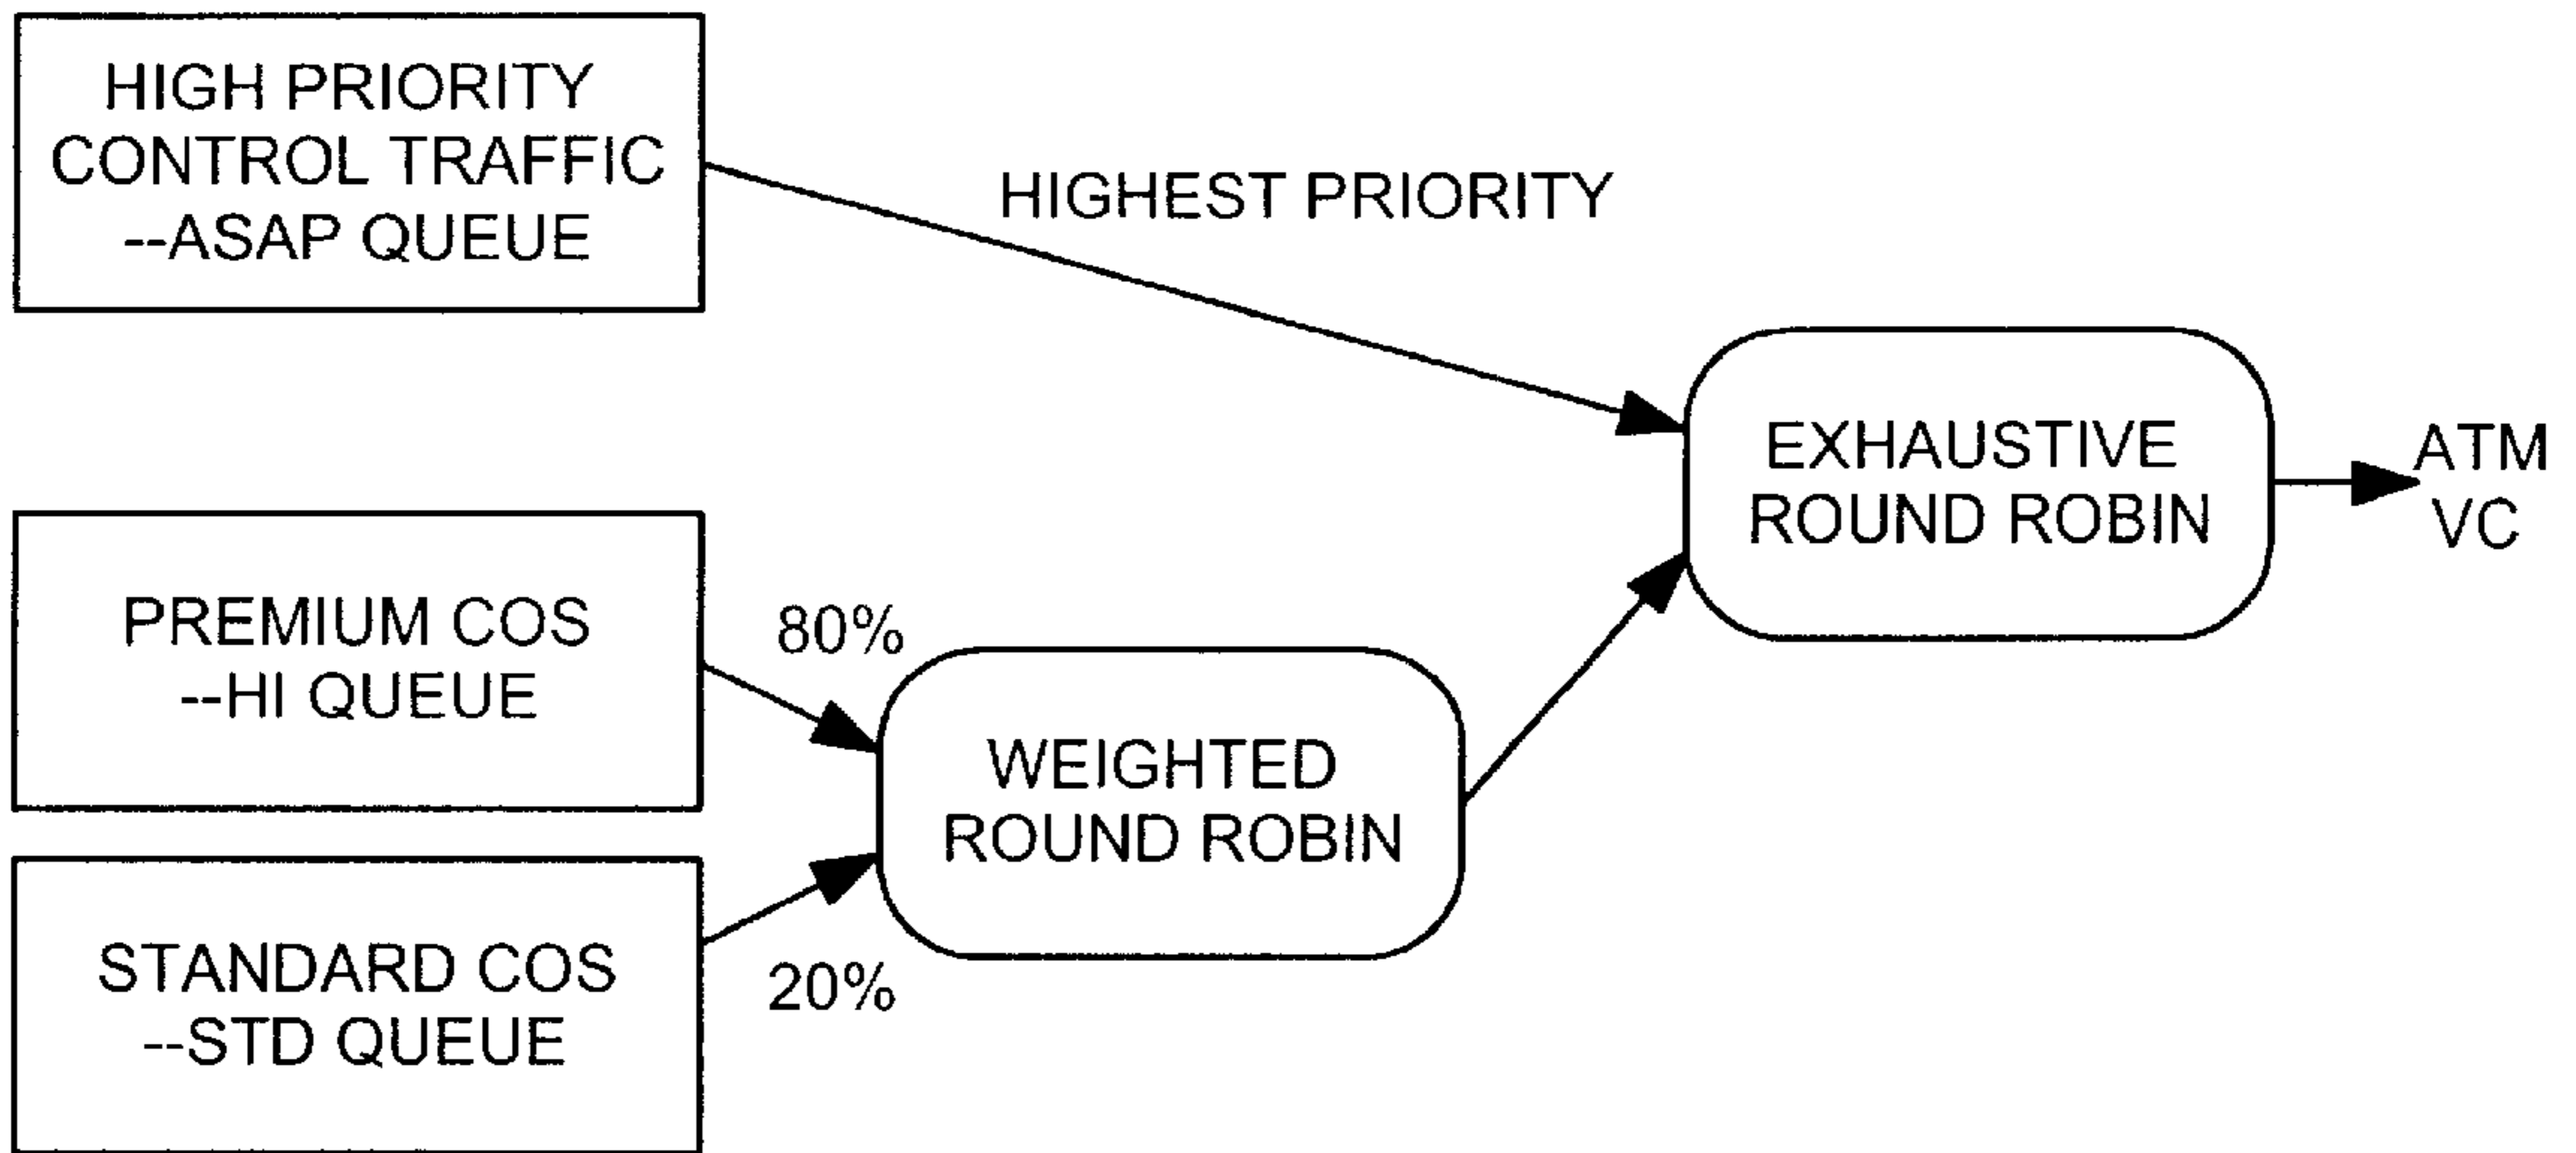 HIGH PRIORITY
CONTROL TRAFFIC
--ASAP QUEUE
HIGHEST PRIORITY
EXHAUSTIVE
ROUND ROBIN
ATM
VC
PREMIUM COS
--HI QUEUE
80%
WEIGHTED
ROUND ROBIN
STANDARD COS
--STD QUEUE
20%